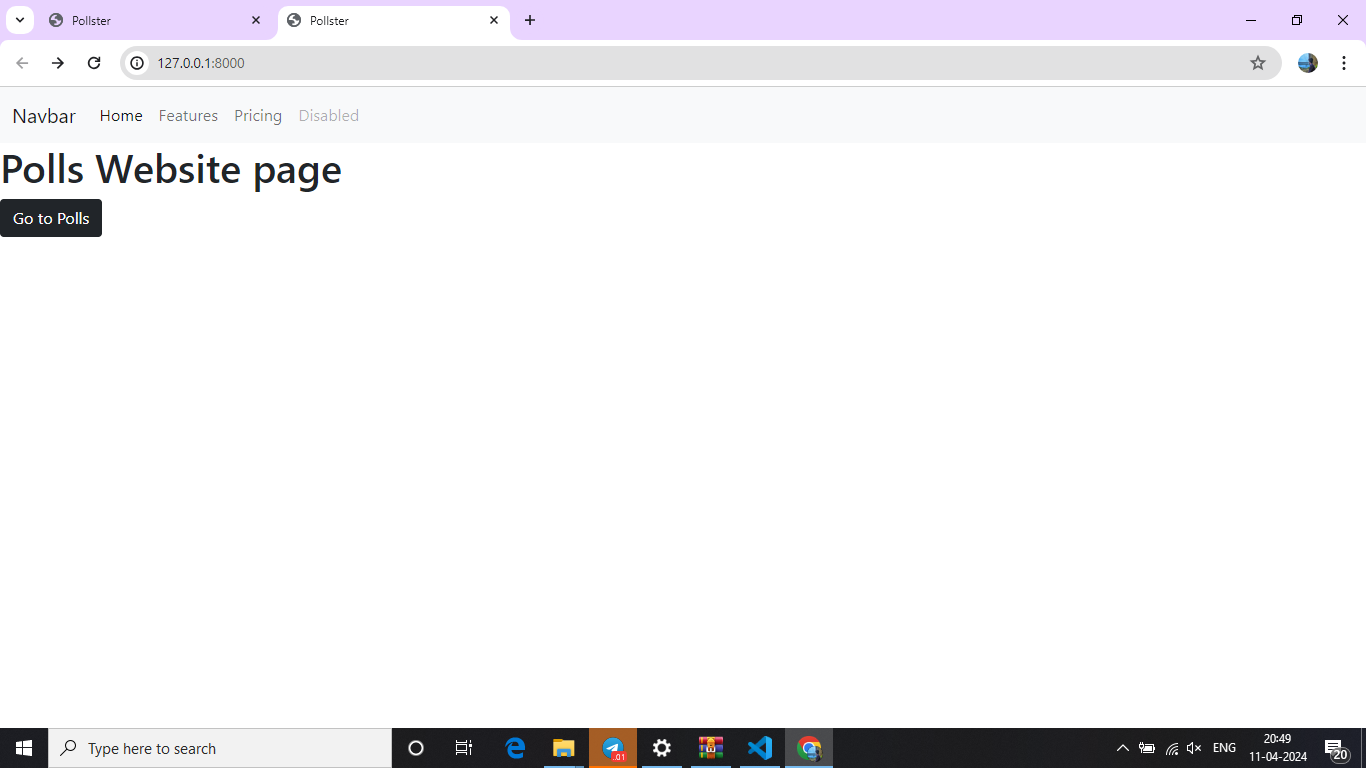 Pollster
Pollster
127.0.0.1:8000
Navbar Home Features Pricing Disabled
Polls Website page
Go to Polls
Type here to search
.01
ENG
20:49
11-04-2024
20